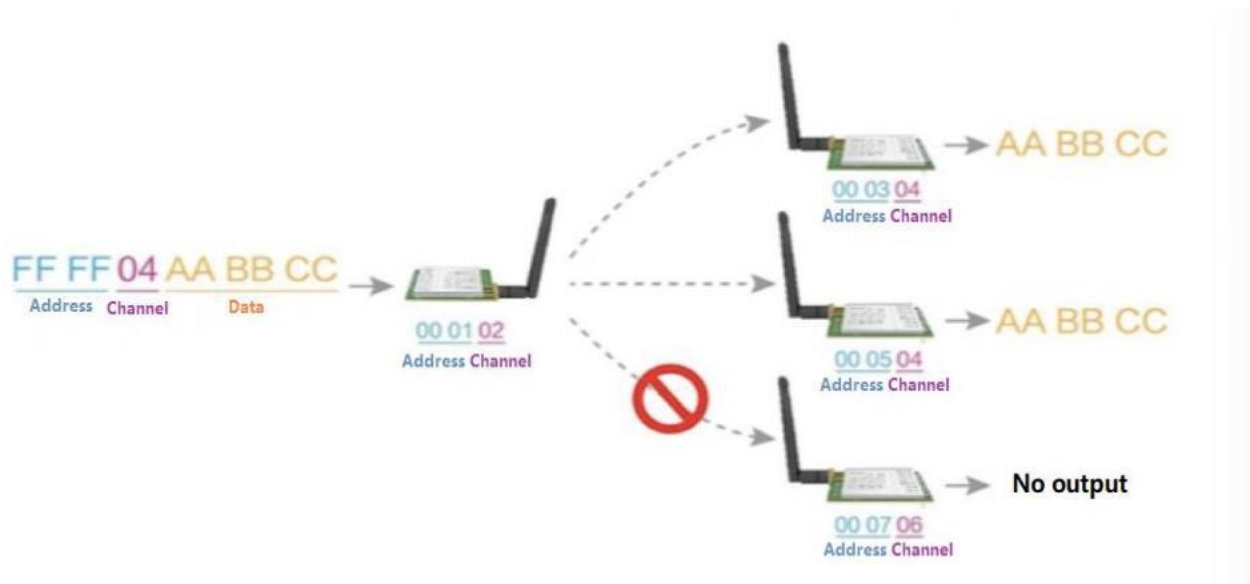 FF FF 04 AA BB CC
Address Channel Data
00 01 02
Address Channel
00 03 04
Address Channel
AA BB CC
00 05 04
Address Channel
AA BB CC
00 07 06
Address Channel
No output